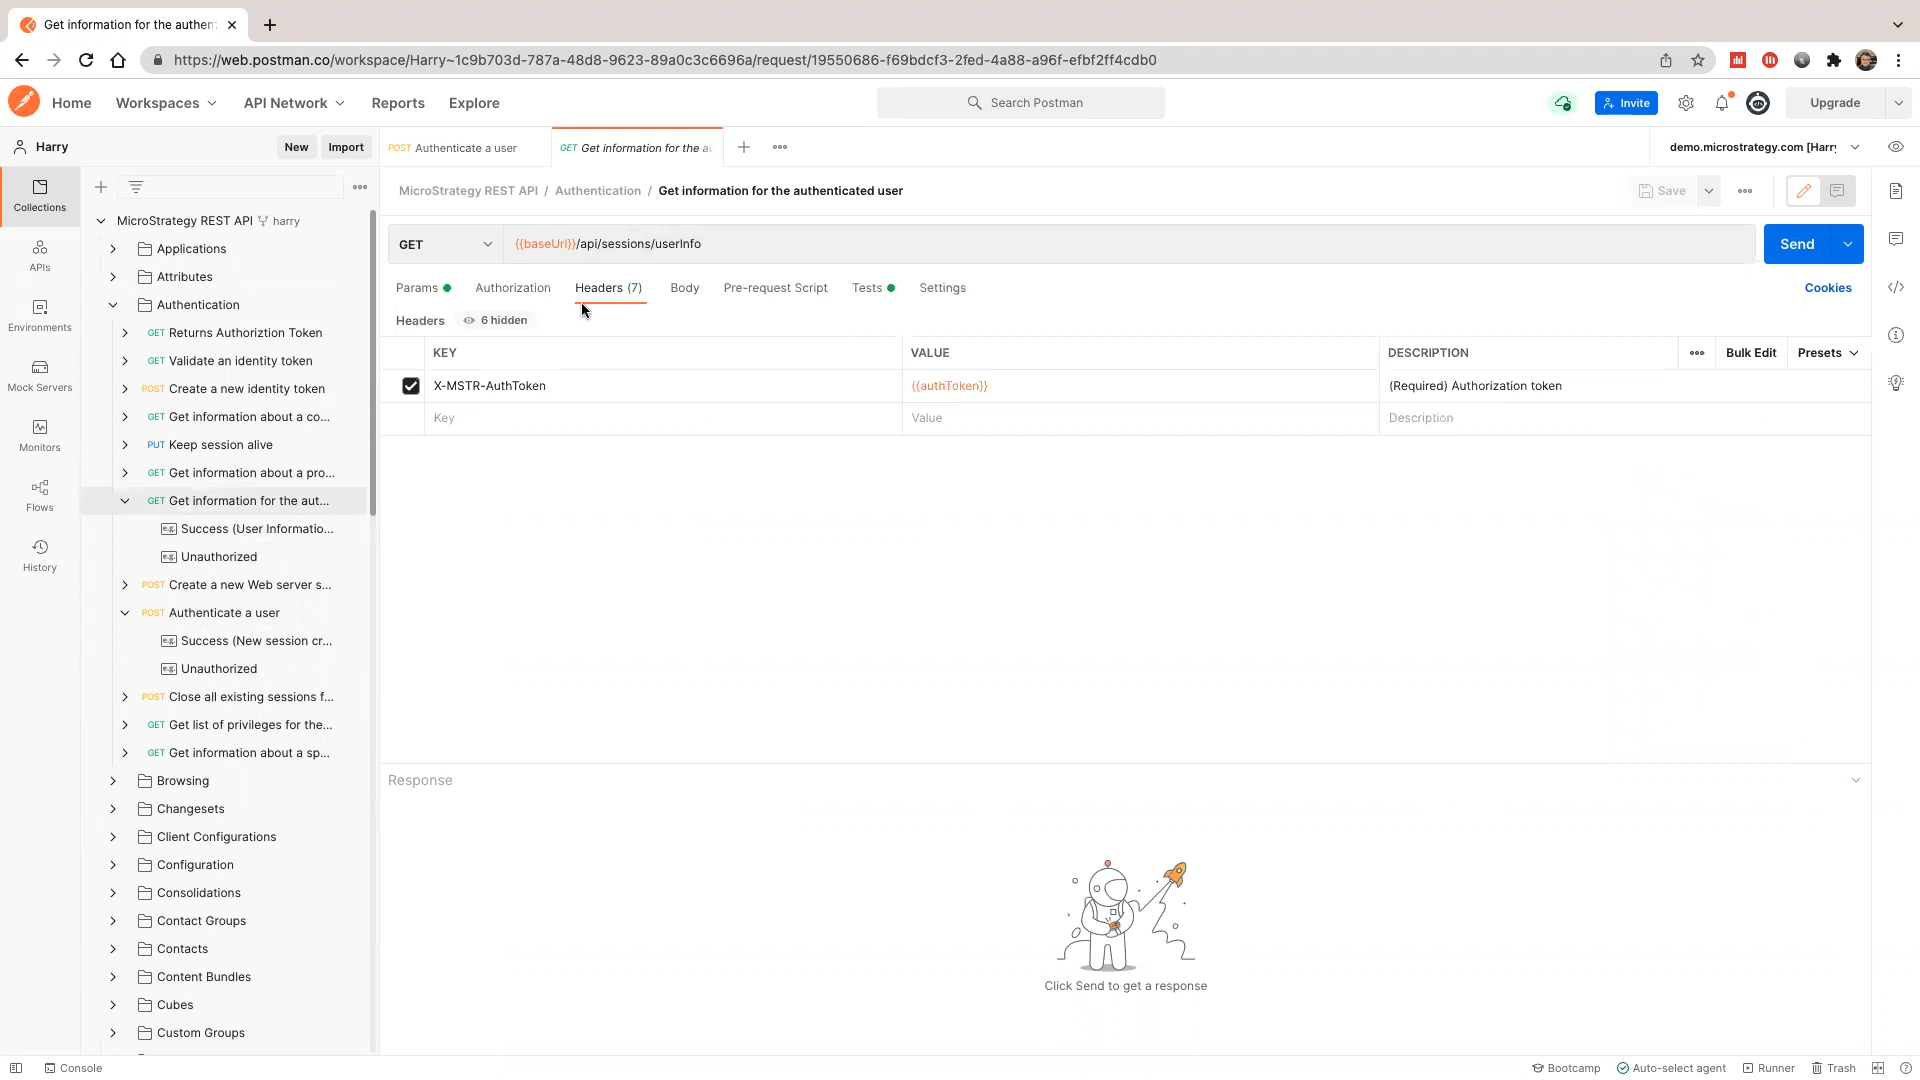 Get information for the authen
https://web.postman.co/workspace/Harry~1c9b703d-787a-48d8-9623-89a0c3c6696a/request/19550686-f69bdcf3-2fed-4a88-a96f-efbf2ff4cdb0
Home
Workspaces
API Network
Reports
Explore
Search Postman
Invite
Upgrade
Harry
New
Import
POST Authenticate a user
GET Get information for the au
demo.microstrategy.com [Harry
Collections
APIs
Environments
Mock Servers
Monitors
Flows
History
MicroStrategy REST API harry
Applications
Attributes
Authentication
GET Returns Authoriztion Token
GET Validate an identity token
POST Create a new identity token
GET Get information about a co...
PUT Keep session alive
GET Get information about a pro...
GET Get information for the aut...
e.g. Success (User Informatio...
e.g. Unauthorized
POST Create a new Web server s...
POST Authenticate a user
e.g. Success (New session cr...
e.g. Unauthorized
POST Close all existing sessions f...
GET Get list of privileges for the...
GET Get information about a sp...
Browsing
Changesets
Client Configurations
Configuration
Consolidations
Contact Groups
Contacts
Content Bundles
Cubes
Custom Groups
MicroStrategy REST API / Authentication / Get information for the authenticated user
Save
GET
{{baseUrl}}/api/sessions/userInfo
Send
Params
Authorization
Headers (7)
Body
Pre-request Script
Tests
Settings
Cookies
Headers
6 hidden
KEY
VALUE
DESCRIPTION
Bulk Edit
Presets
X-MSTR-AuthToken
{{authToken}}
(Required) Authorization token
Key
Value
Description
Response
Click Send to get a response
Console
Bootcamp
Auto-select agent
Runner
Trash